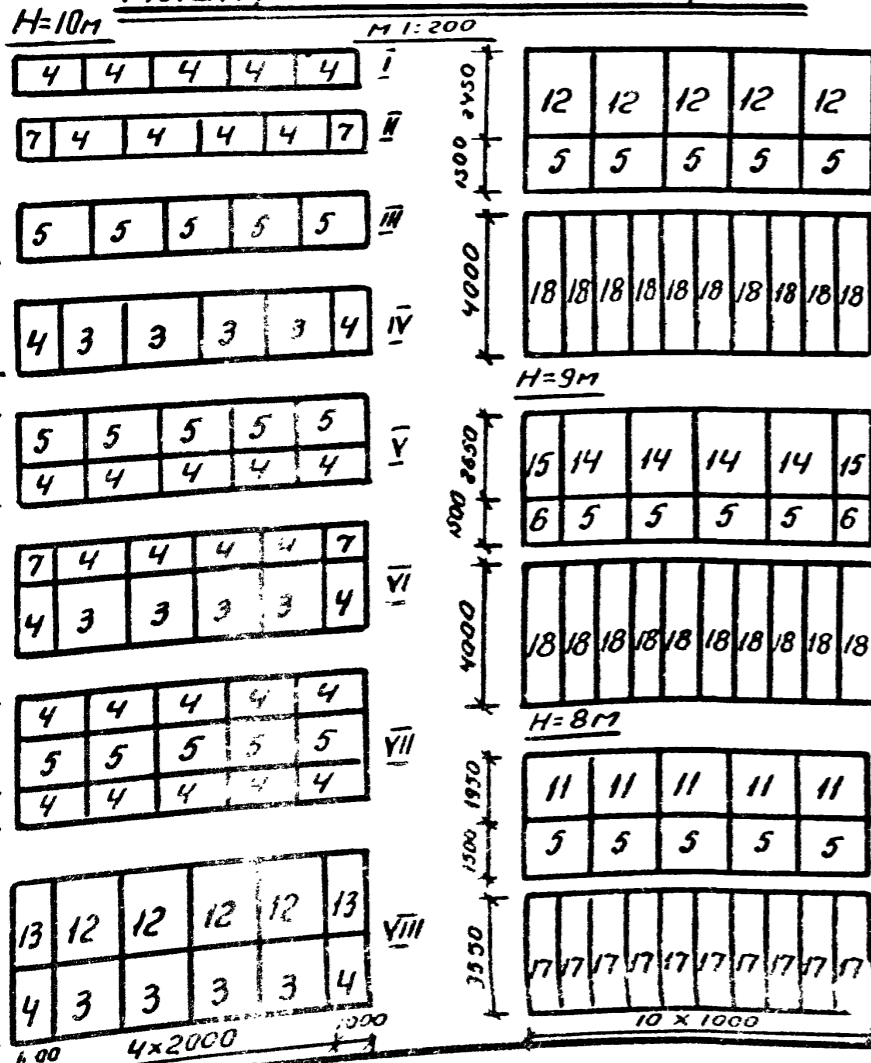 H=10м
М 1:200
4 4 4 4 4 I
7 4 4 4 4 7 II
5 5 5 5 5 III
4 3 3 3 3 4 IV
5 5 5 5 5
4 4 4 4 4 V
7 4 4 4 4 7
4 3 3 3 3 4 VI
4 4 4 4 4
5 5 5 5 5 VII
4 4 4 4 4
13 12 12 12 12 13
4 3 3 3 3 4 VIII
4×2000
2450 12 12 12 12 12
1500 5 5 5 5 5
4000 18 18 18 18 18 18 18 18 18 18
H=9м
2650 15 14 14 14 14 15
1500 6 5 5 5 5 6
4000 18 18 18 18 18 18 18 18 18 18
H=8м
1950 11 11 11 11 11
1500 5 5 5 5 5
3550 17 17 17 17 17 17 17 17 17 17
10 × 1000